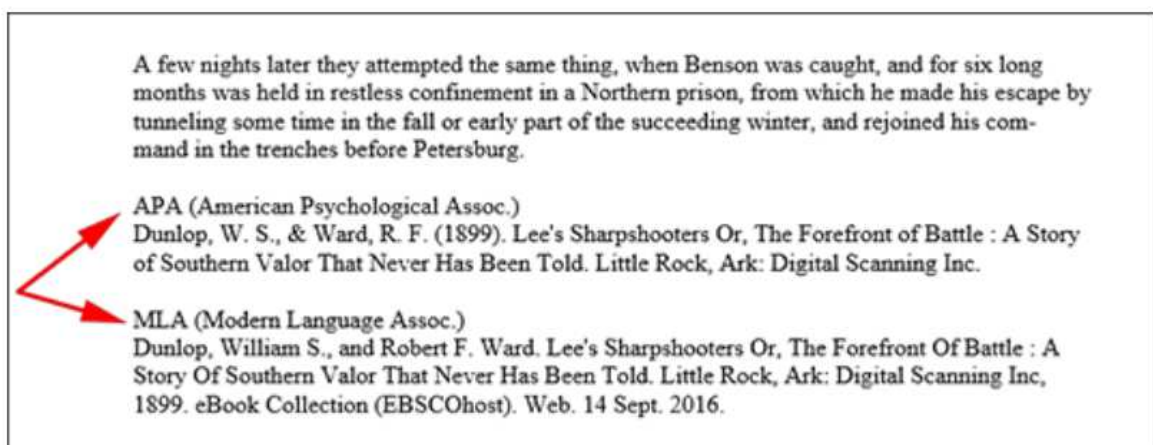 A few nights later they attempted the same thing, when Benson was caught, and for six long
months was held in restless confinement in a Northern prison, from which he made his escape by
tunneling some time in the fall or early part of the succeeding winter, and rejoined his com-
mand in the trenches before Petersburg.
APA (American Psychological Assoc.)
Dunlop, W. S., & Ward, R. F. (1899). Lee's Sharpshooters Or, The Forefront of Battle : A Story
of Southern Valor That Never Has Been Told. Little Rock, Ark: Digital Scanning Inc.
MLA (Modern Language Assoc.)
Dunlop, William S., and Robert F. Ward. Lee's Sharpshooters Or, The Forefront Of Battle : A
Story Of Southern Valor That Never Has Been Told. Little Rock, Ark: Digital Scanning Inc,
1899. eBook Collection (EBSCOhost). Web. 14 Sept. 2016.